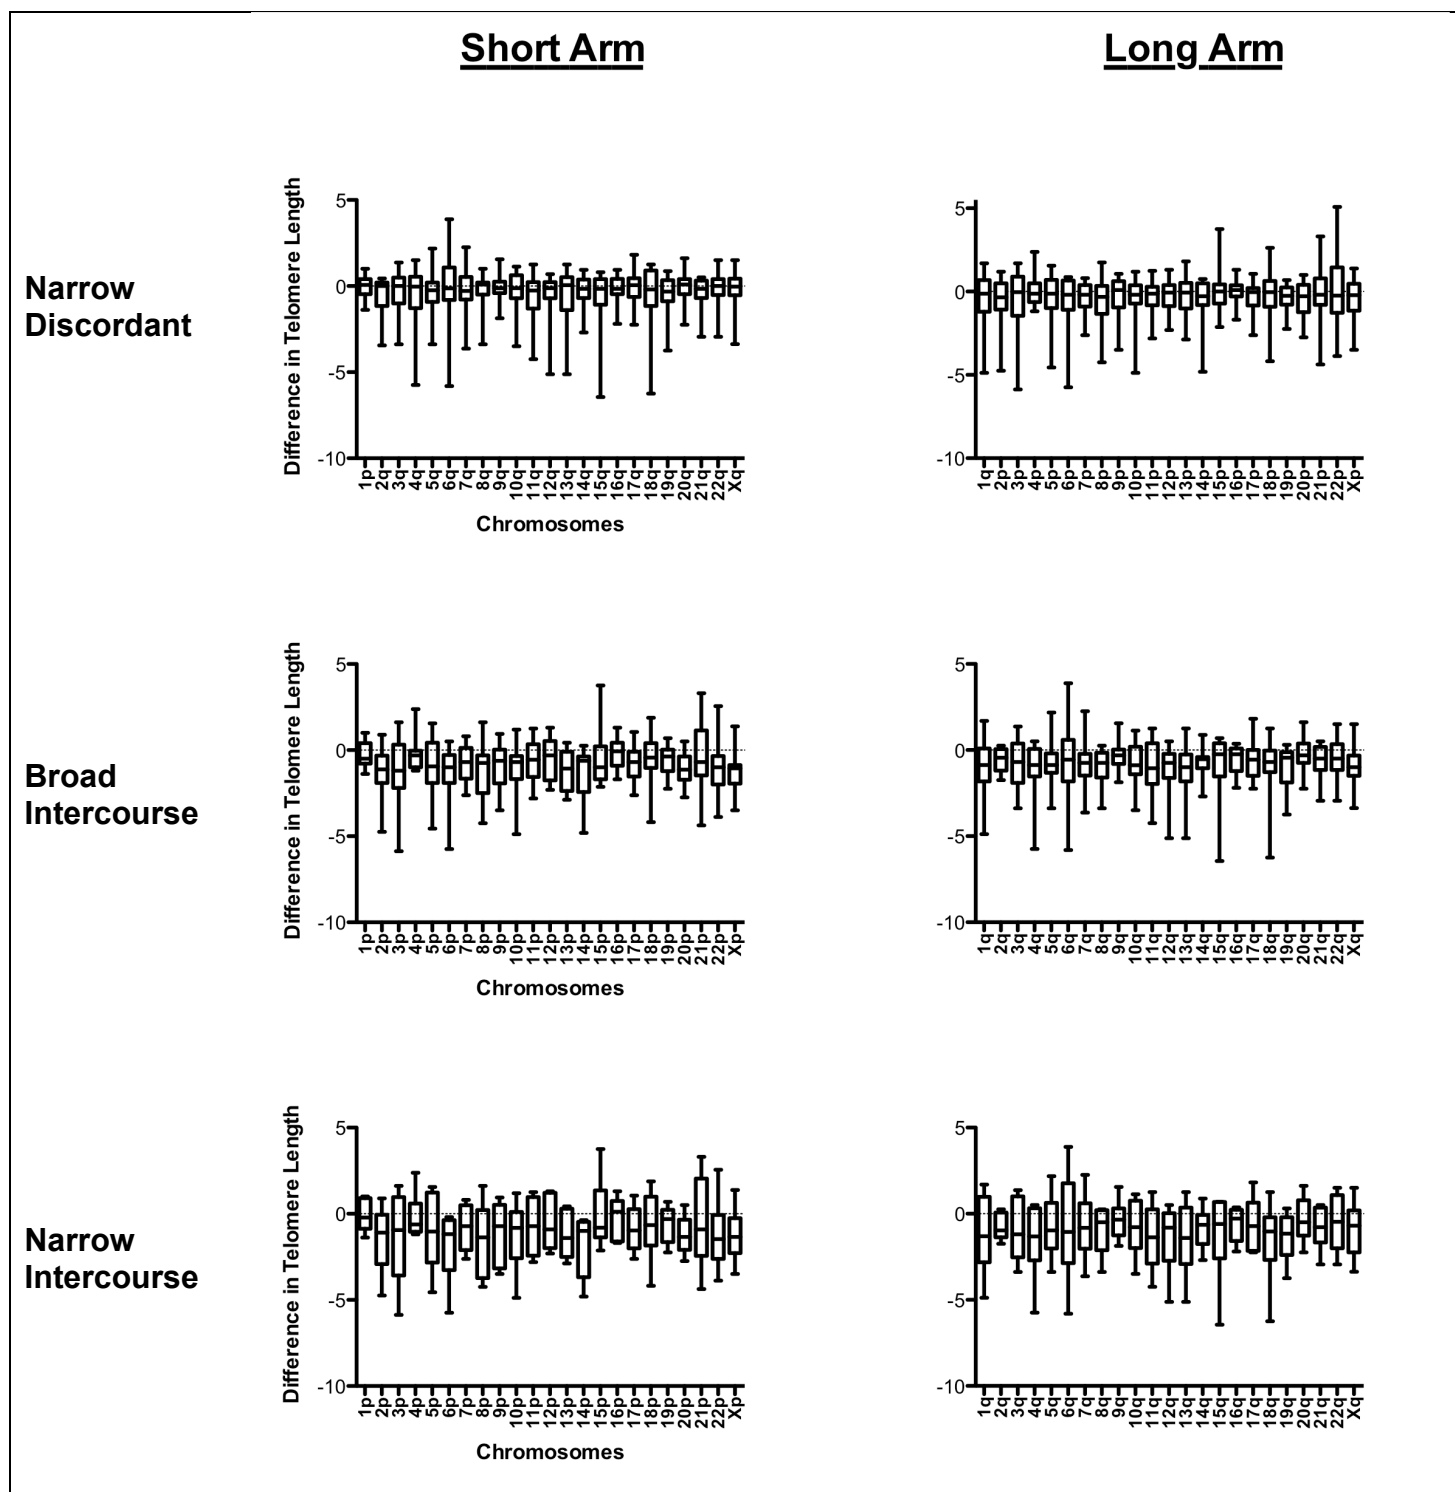 Short Arm
Long Arm
Narrow
Discordant
Difference in Telomere Length
5
0
-5
-10
1p 2q 3q 4q 5q 6q 7q 8q 9q 10q 11q 12q 13q 14q 15q 16q 17q 18q 19q 20q 21q 22q Xq
Chromosomes
5
0
-5
-10
1q 2p 3p 4p 5p 6p 7p 8p 9p 10p 11p 12p 13p 14p 15p 16p 17p 18p 19p 20p 21p 22p Xp
Broad
Intercourse
Difference in Telomere Length
5
0
-5
-10
1p 2p 3p 4p 5p 6p 7p 8p 9p 10p 11p 12p 13p 14p 15p 16p 17p 18p 19p 20p 21p 22p Xp
Chromosomes
5
0
-5
-10
1q 2q 3q 4q 5q 6q 7q 8q 9q 10q 11q 12q 13q 14q 15q 16q 17q 18q 19q 20q 21q 22q Xq
Narrow
Intercourse
Difference in Telomere Length
5
0
-5
-10
1p 2p 3p 4p 5p 6p 7p 8p 9p 10p 11p 12p 13p 14p 15p 16p 17p 18p 19p 20p 21p 22p Xp
Chromosomes
5
0
-5
-10
1q 2q 3q 4q 5q 6q 7q 8q 9q 10q 11q 12q 13q 14q 15q 16q 17q 18q 19q 20q 21q 22q Xq